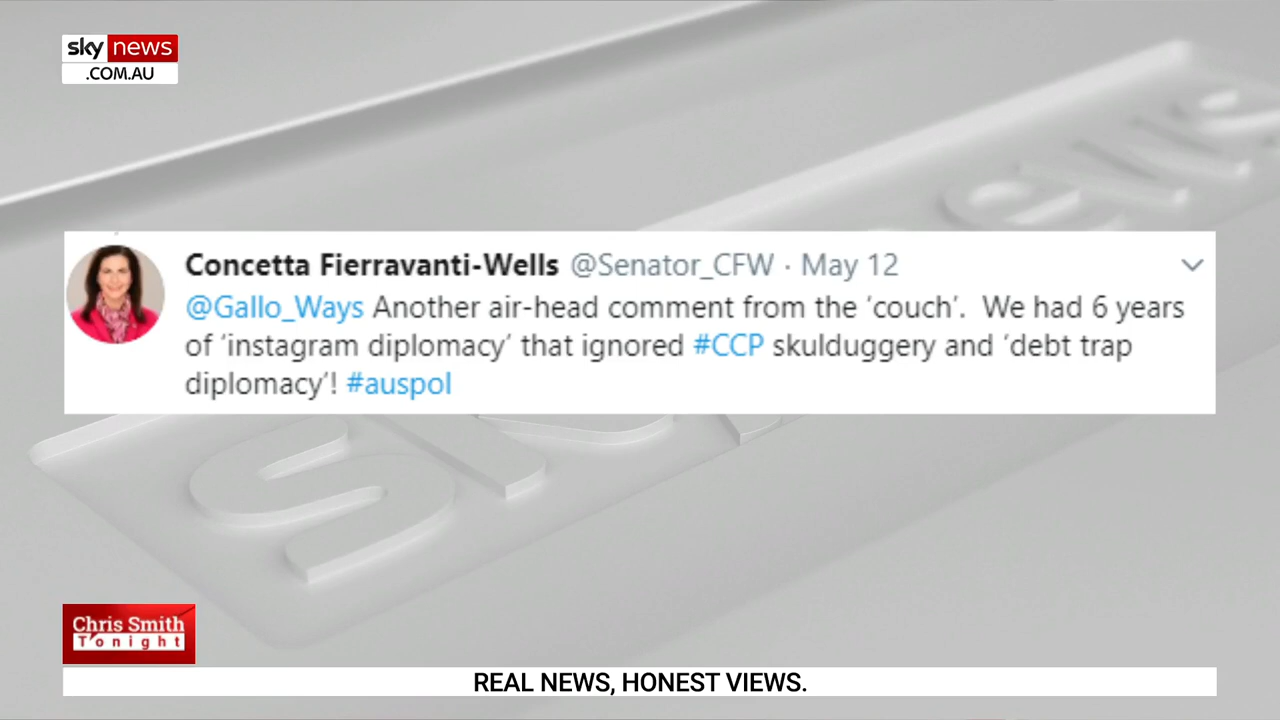 sky news
.COM.AU
Concetta Fierravanti-Wells @Senator_CFW · May 12
@Gallo_Ways Another air-head comment from the ‘couch’.  We had 6 years
of ‘instagram diplomacy’ that ignored #CCP skulduggery and ‘debt trap
diplomacy’! #auspol
Chris Smith
Tonight
REAL NEWS, HONEST VIEWS.